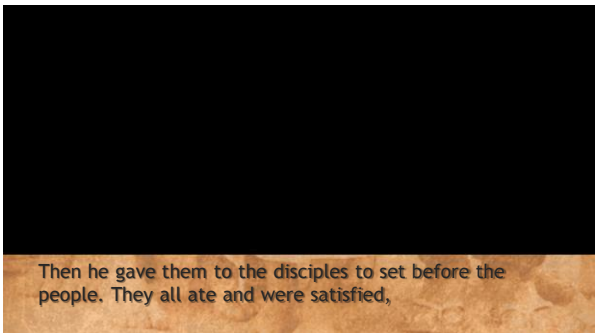 Then he gave them to the disciples to set before the
people. They all ate and were satisfied,